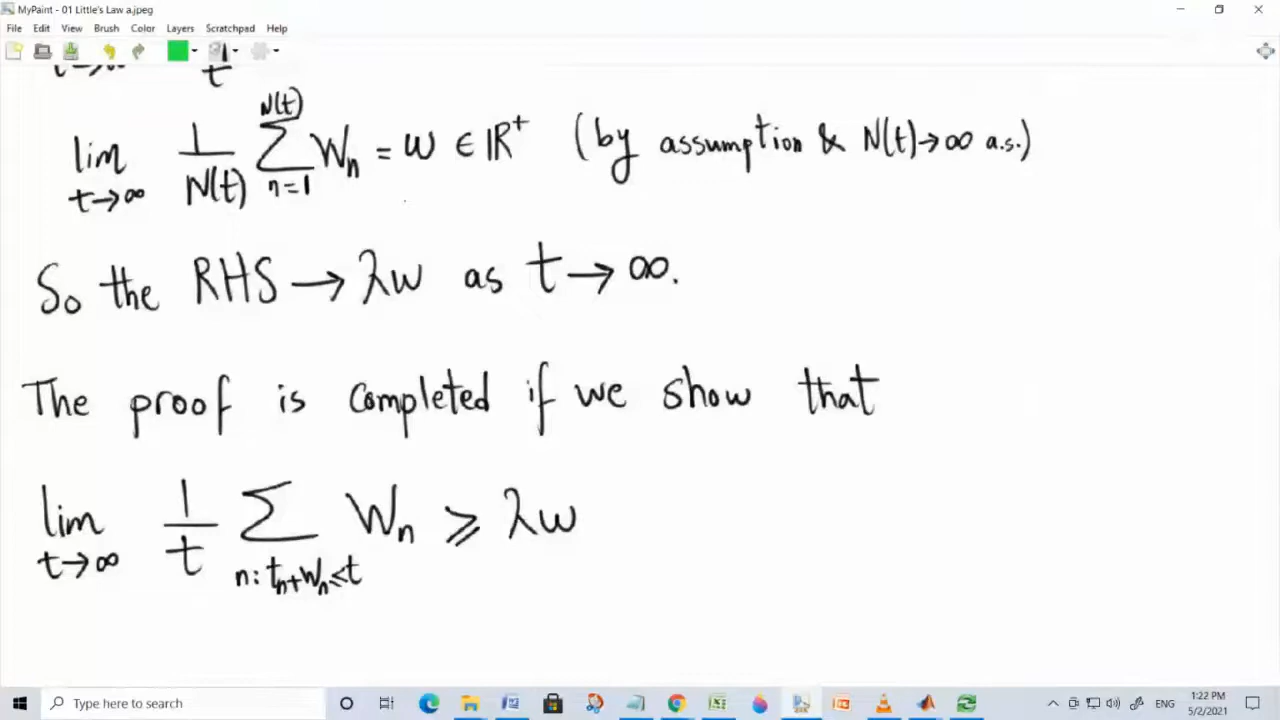 MyPaint - 01 Little's Law a.jpeg
File Edit View Brush Color Layers Scratchpad Help
t→∞ t
lim t→∞ 1/N(t) ∑_{n=1}^{N(t)} W_n = w ∈ ℝ⁺ (by assumption & N(t)→∞ a.s.)
So the RHS → λw as t → ∞.
The proof is completed if we show that
lim t→∞ 1/t ∑_{n: t_n+W_n≤t} W_n ≥ λw
Type here to search
ENG
1:22 PM
5/2/2021